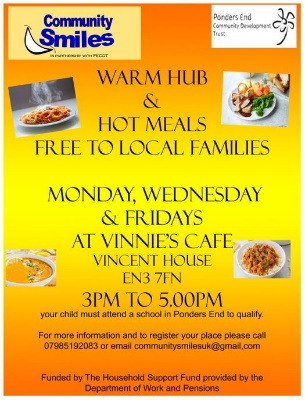 Community
Smiles
IN PARTNERSHIP WITH PECDT
Ponders End
Community Development
Trust
WARM HUB
&
HOT MEALS
FREE TO LOCAL FAMILIES
MONDAY, WEDNESDAY
& FRIDAYS
AT VINNIE'S CAFE
VINCENT HOUSE
EN3 7FN
3PM TO 5.00PM
your child must attend a school in Ponders End to qualify.
For more information and to register your place please call
07985192083 or email communitysmilesuk@gmail,com
Funded by The Household Support Fund provided by the
Department of Work and Pensions